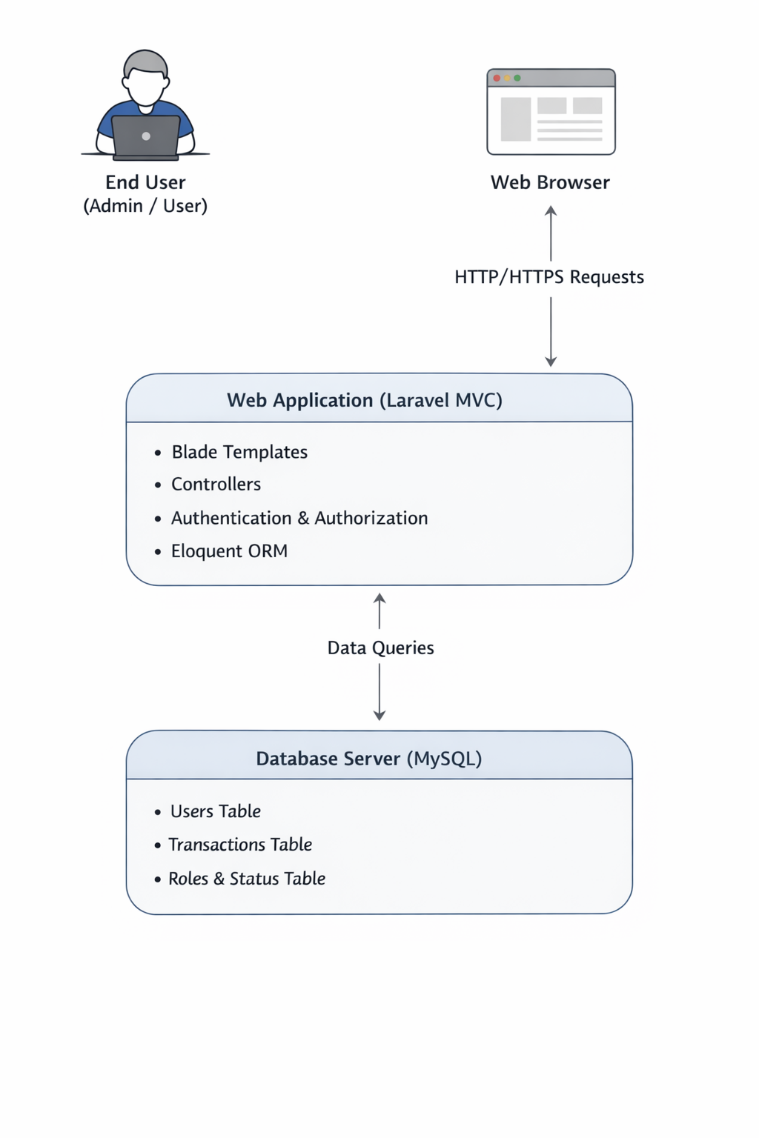 End User
(Admin / User)
Web Browser
HTTP/HTTPS Requests
Web Application (Laravel MVC)
• Blade Templates
• Controllers
• Authentication & Authorization
• Eloquent ORM
Data Queries
Database Server (MySQL)
• Users Table
• Transactions Table
• Roles & Status Table